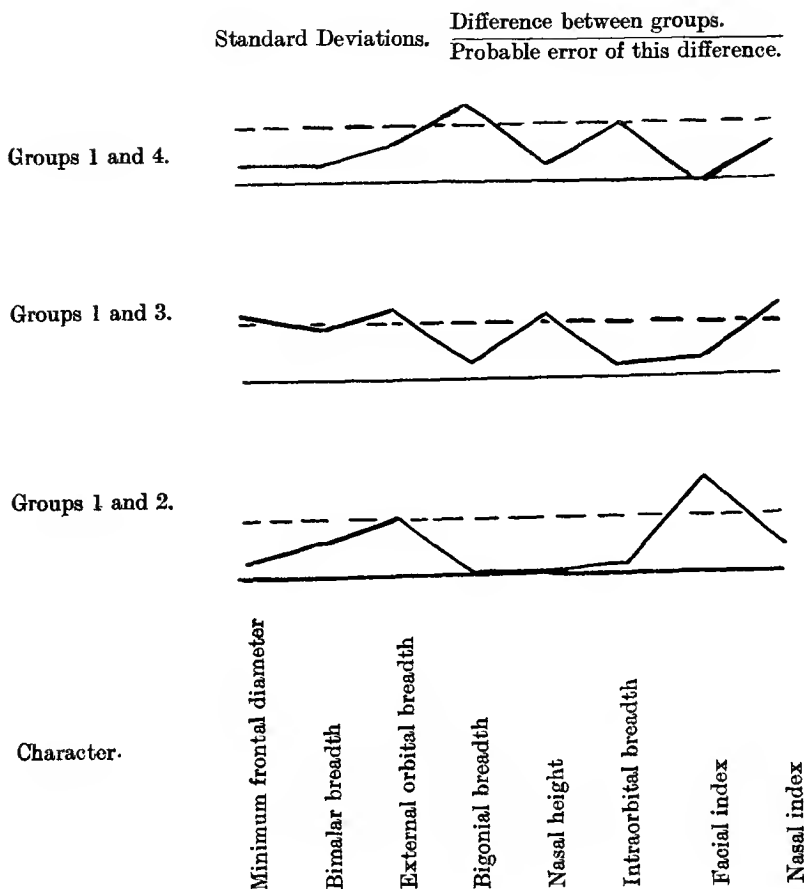 Standard Deviations. Difference between groups.
Probable error of this difference.
Groups 1 and 4.
Groups 1 and 3.
Groups 1 and 2.
Character.
Minimum frontal diameter
Bimalar breadth
External orbital breadth
Bigonial breadth
Nasal height
Intraorbital breadth
Facial index
Nasal index